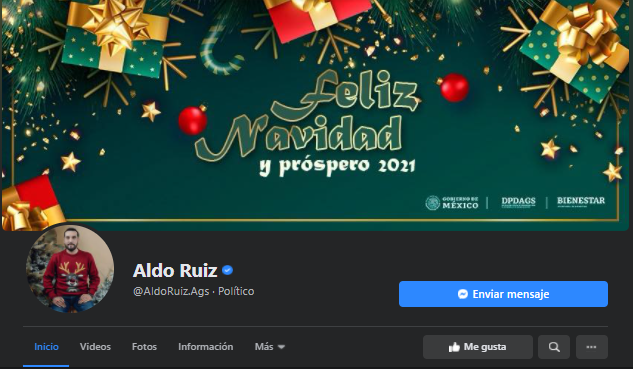 Feliz
Navidad
y próspero 2021
GOBIERNO DE
MÉXICO
DPDAGS
BIENESTAR
Aldo Ruiz
@AldoRuiz.Ags · Político
Enviar mensaje
Inicio
Videos
Fotos
Información
Más
Me gusta